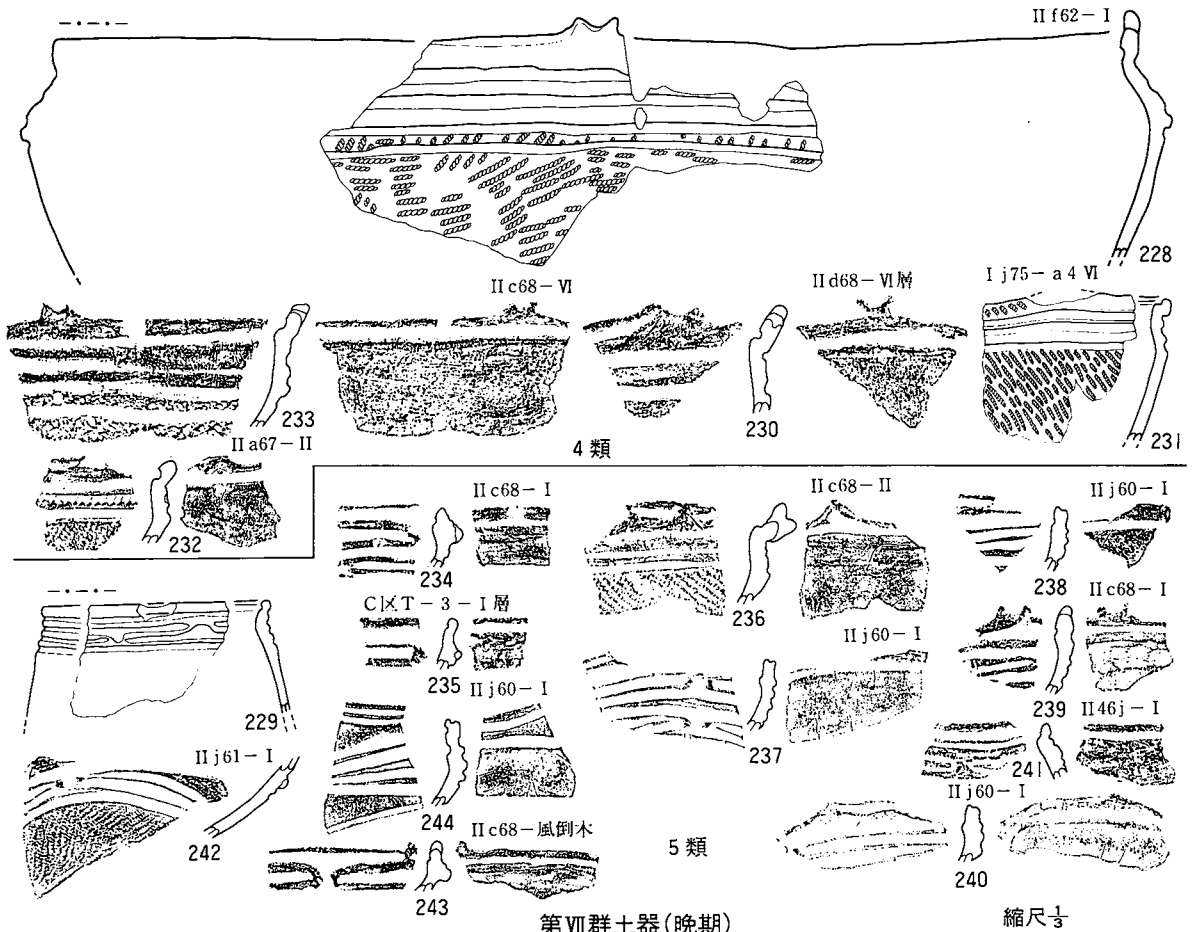 II f62-I
228
II c68-VI
II d68-VI層
I j75-a 4 VI
233
230
231
4類
II a67-II
232
II c68-I
234
II c68-II
236
II j60-I
238
C区T-3-I層
235
II j60-I
237
II c68-I
239
229
II j60-I
244
II 46j-I
241
II j61-I
242
II c68-風倒木
243
5類
II j60-I
240
第VII群土器(晩期)
縮尺1/3